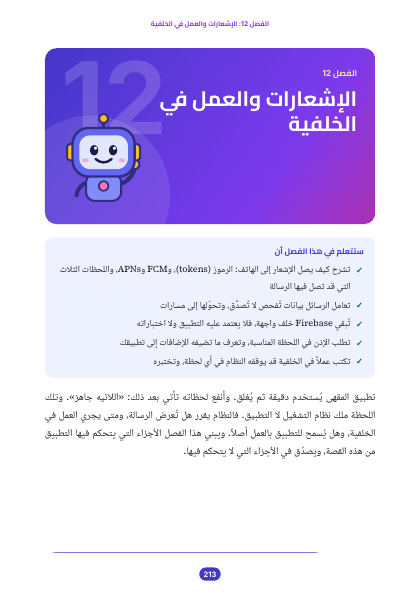 الفصل 12: الإشعارات والعمل في الخلفية
12
الفصل 12
الإشعارات والعمل في
الخلفية
ستتعلم في هذا الفصل أن
✓ تشرح كيف يصل الإشعار إلى الهاتف: الرموز (tokens)، وFCM وAPNs، واللحظات الثلاث
التي قد تصل فيها الرسالة
✓ تعامل الرسائل بيانات تُفحص لا تُصدَّق، وتحوّلها إلى مسارات
✓ تُبقي Firebase خلف واجهة، فلا يعتمد عليه التطبيق ولا اختباراته
✓ تطلب الإذن في اللحظة المناسبة، وتعرف ما تضيفه الإضافات إلى تطبيقك
✓ تكتب عملاً في الخلفية قد يوقفه النظام في أي لحظة، وتختبره
تطبيق المقهى يُستخدم دقيقة ثم يُغلق. وأنفع لحظاته تأتي بعد ذلك: «اللاتيه جاهز». وتلك
اللحظة ملك نظام التشغيل لا التطبيق. فالنظام يقرر هل تُعرض الرسالة، ومتى يجري العمل في
الخلفية، وهل يُسمح للتطبيق بالعمل أصلاً. ويبني هذا الفصل الأجزاء التي يتحكم فيها التطبيق
من هذه القصة، ويصدُق في الأجزاء التي لا يتحكم فيها.
213